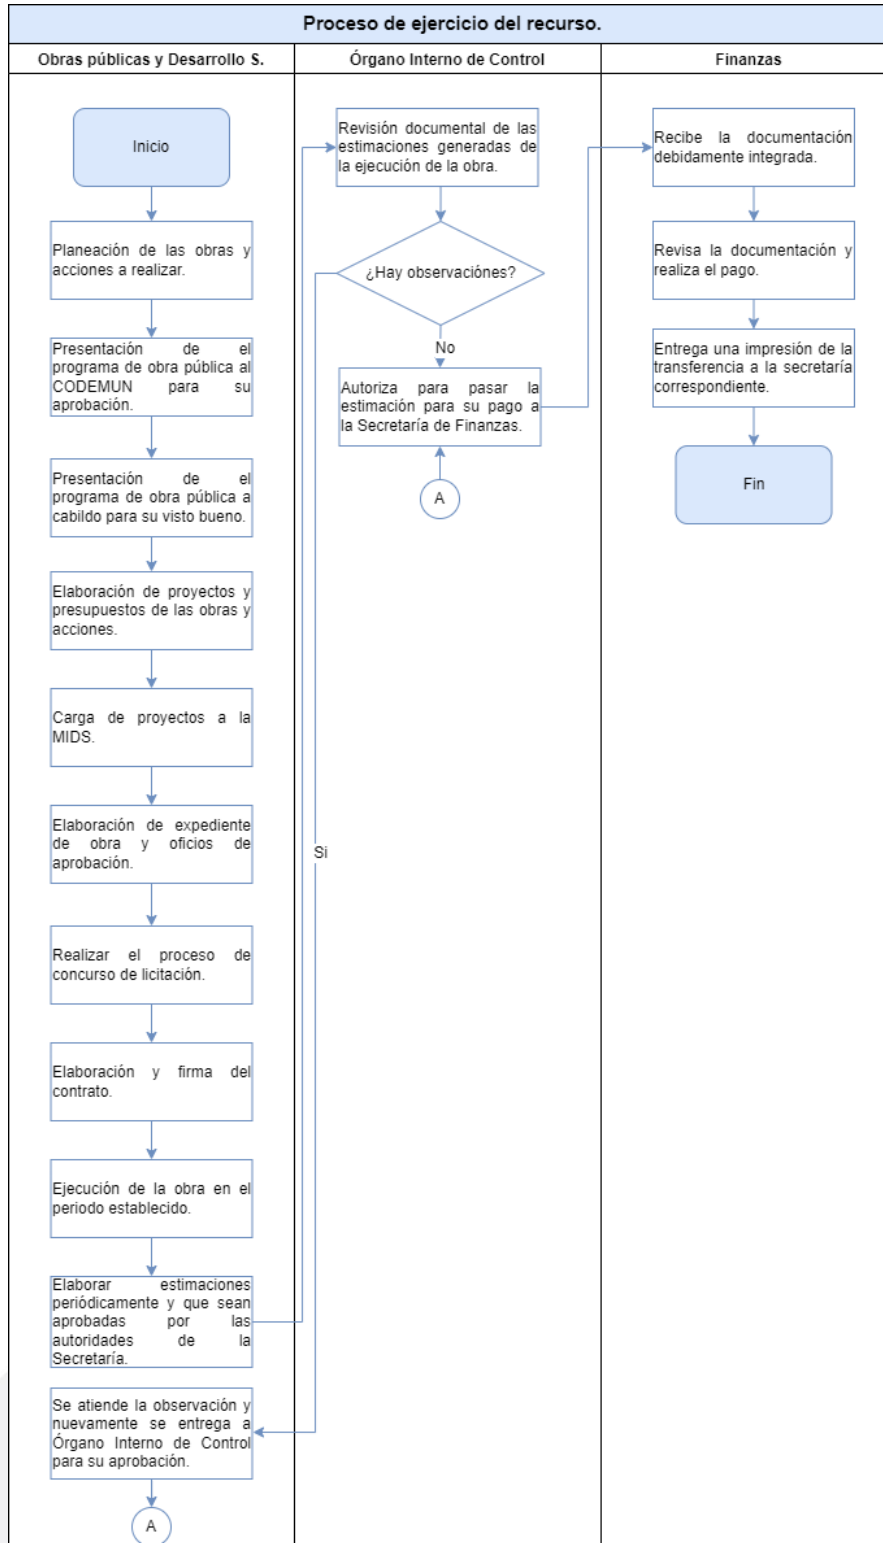 Proceso de ejercicio del recurso.
Obras públicas y Desarrollo S.
Órgano Interno de Control
Finanzas
Inicio
Planeación de las obras y
acciones a realizar.
Presentación de el
programa de obra pública al
CODEMUN para su
aprobación.
Presentación de el
programa de obra pública a
cabildo para su visto bueno.
Elaboración de proyectos y
presupuestos de las obras y
acciones.
Carga de proyectos a la
MIDS.
Elaboración de expediente
de obra y oficios de
aprobación.
Realizar el proceso de
concurso de licitación.
Elaboración y firma del
contrato.
Ejecución de la obra en el
periodo establecido.
Elaborar estimaciones
periódicamente y que sean
aprobadas por las
autoridades de la
Secretaría.
Se atiende la observación y
nuevamente se entrega a
Órgano Interno de Control
para su aprobación.
A
Revisión documental de las
estimaciones generadas de
la ejecución de la obra.
¿Hay observaciónes?
No
Si
Autoriza para pasar la
estimación para su pago a
la Secretaría de Finanzas.
A
Recibe la documentación
debidamente integrada.
Revisa la documentación y
realiza el pago.
Entrega una impresión de la
transferencia a la secretaría
correspondiente.
Fin